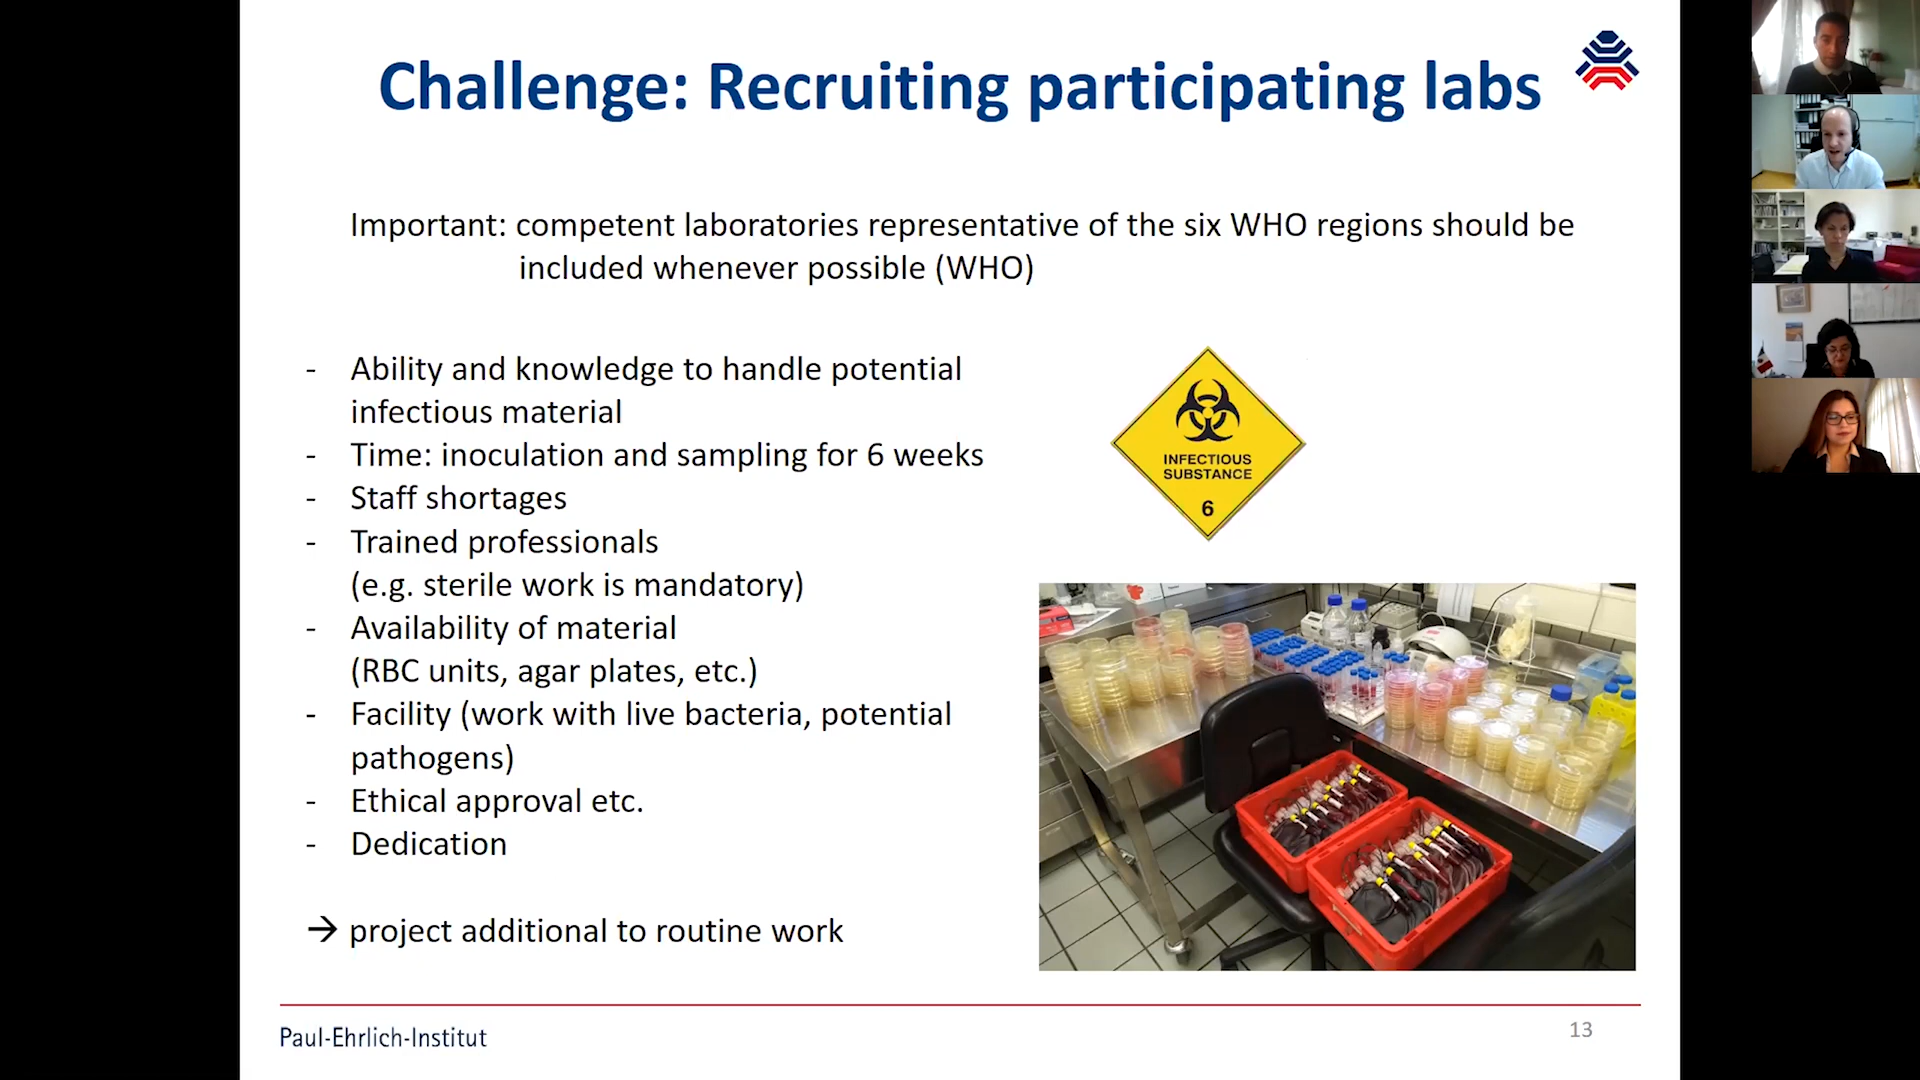 Challenge: Recruiting participating labs
Important: competent laboratories representative of the six WHO regions should be
included whenever possible (WHO)
- Ability and knowledge to handle potential
infectious material
- Time: inoculation and sampling for 6 weeks
- Staff shortages
- Trained professionals
(e.g. sterile work is mandatory)
- Availability of material
(RBC units, agar plates, etc.)
- Facility (work with live bacteria, potential
pathogens)
- Ethical approval etc.
- Dedication
→ project additional to routine work
INFECTIOUS
SUBSTANCE
6
Paul-Ehrlich-Institut
13